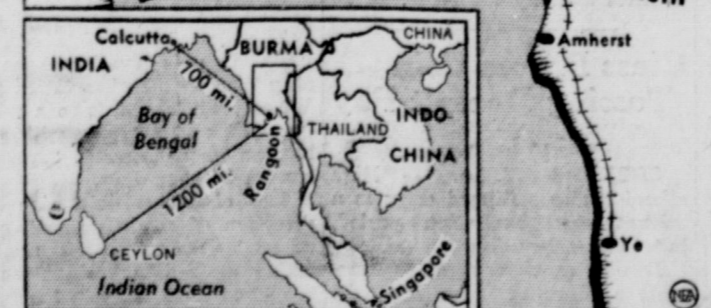 Calcutta
BURMA
CHINA
INDIA
700 mi.
Bay of
Bengal
THAILAND
INDO
CHINA
Rangoon
1200 mi.
CEYLON
Indian Ocean
Singapore
Amherst
Ye
NEA